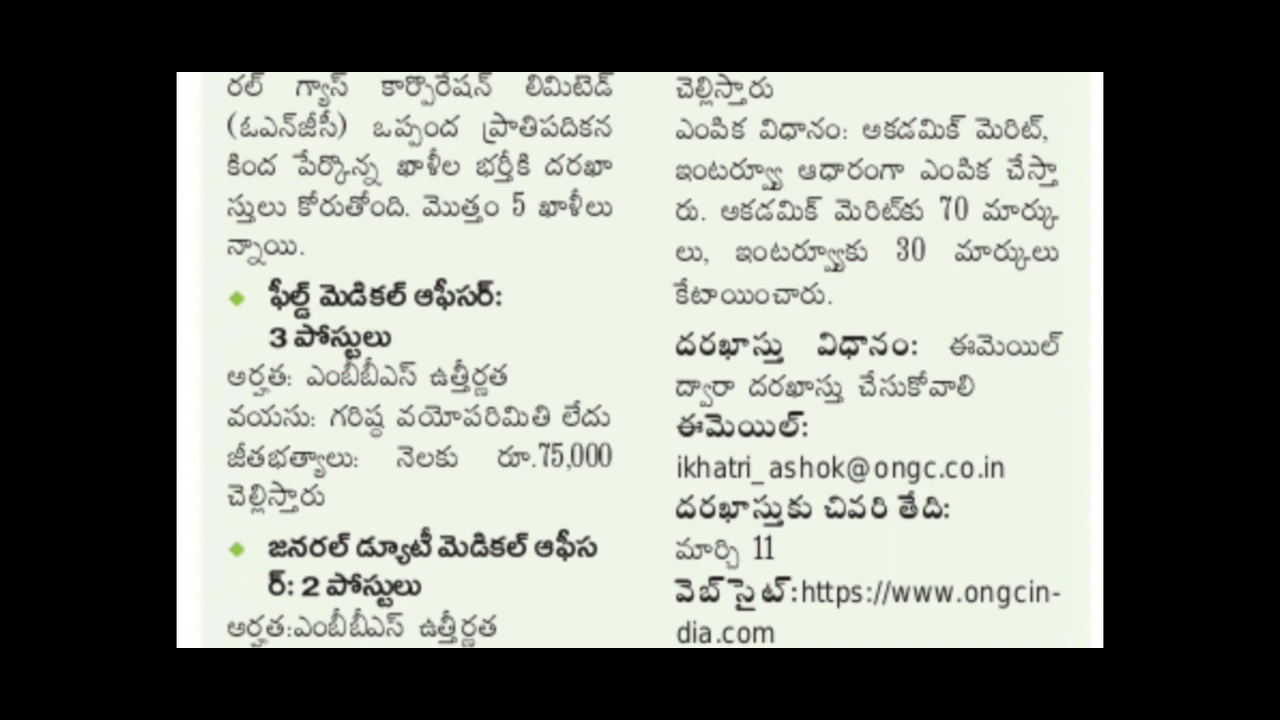 రల్ గ్యాస్ కార్పొరేషన్ లిమిటెడ్
(ఓఎన్‌జీసీ) ఒప్పంద ప్రాతిపదికన
కింద పేర్కొన్న ఖాళీల భర్తీకి దరఖా
స్తులు కోరుతోంది. మొత్తం 5 ఖాళీలు
న్నాయి.
◆ ఫీల్డ్ మెడికల్ ఆఫీసర్:
3 పోస్టులు
అర్హత: ఎంబీబీఎస్ ఉత్తీర్ణత
వయసు: గరిష్ఠ వయోపరిమితి లేదు
జీతభత్యాలు: నెలకు రూ.75,000
చెల్లిస్తారు
◆ జనరల్ డ్యూటీ మెడికల్ ఆఫీస
ర్: 2 పోస్టులు
అర్హత:ఎంబీబీఎస్ ఉత్తీర్ణత
చెల్లిస్తారు
ఎంపిక విధానం: అకడమిక్ మెరిట్,
ఇంటర్వ్యూ ఆధారంగా ఎంపిక చేస్తా
రు. అకడమిక్ మెరిట్‌కు 70 మార్కు
లు, ఇంటర్వ్యూకు 30 మార్కులు
కేటాయించారు.
దరఖాస్తు విధానం: ఈమెయిల్
ద్వారా దరఖాస్తు చేసుకోవాలి
ఈమెయిల్:
ikhatri_ashok@ongc.co.in
దరఖాస్తుకు చివరి తేది:
మార్చి 11
వెబ్ సైట్:https://www.ongcin-
dia.com